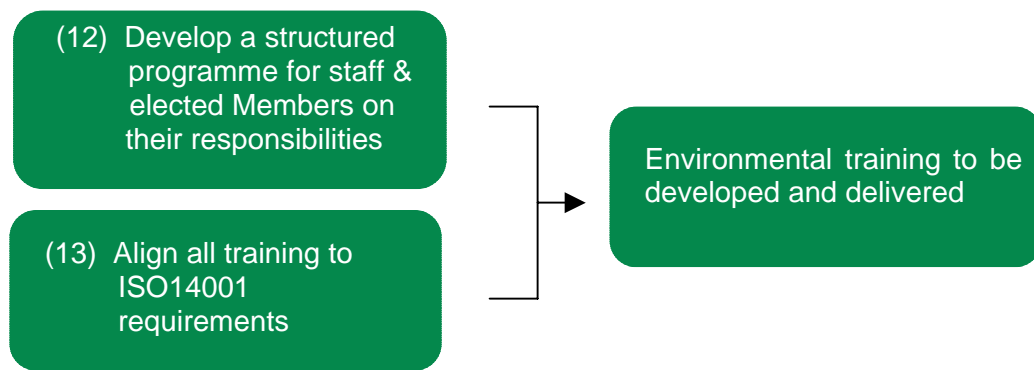 (12) Develop a structured
programme for staff &
elected Members on
their responsibilities
(13) Align all training to
ISO14001
requirements
Environmental training to be
developed and delivered